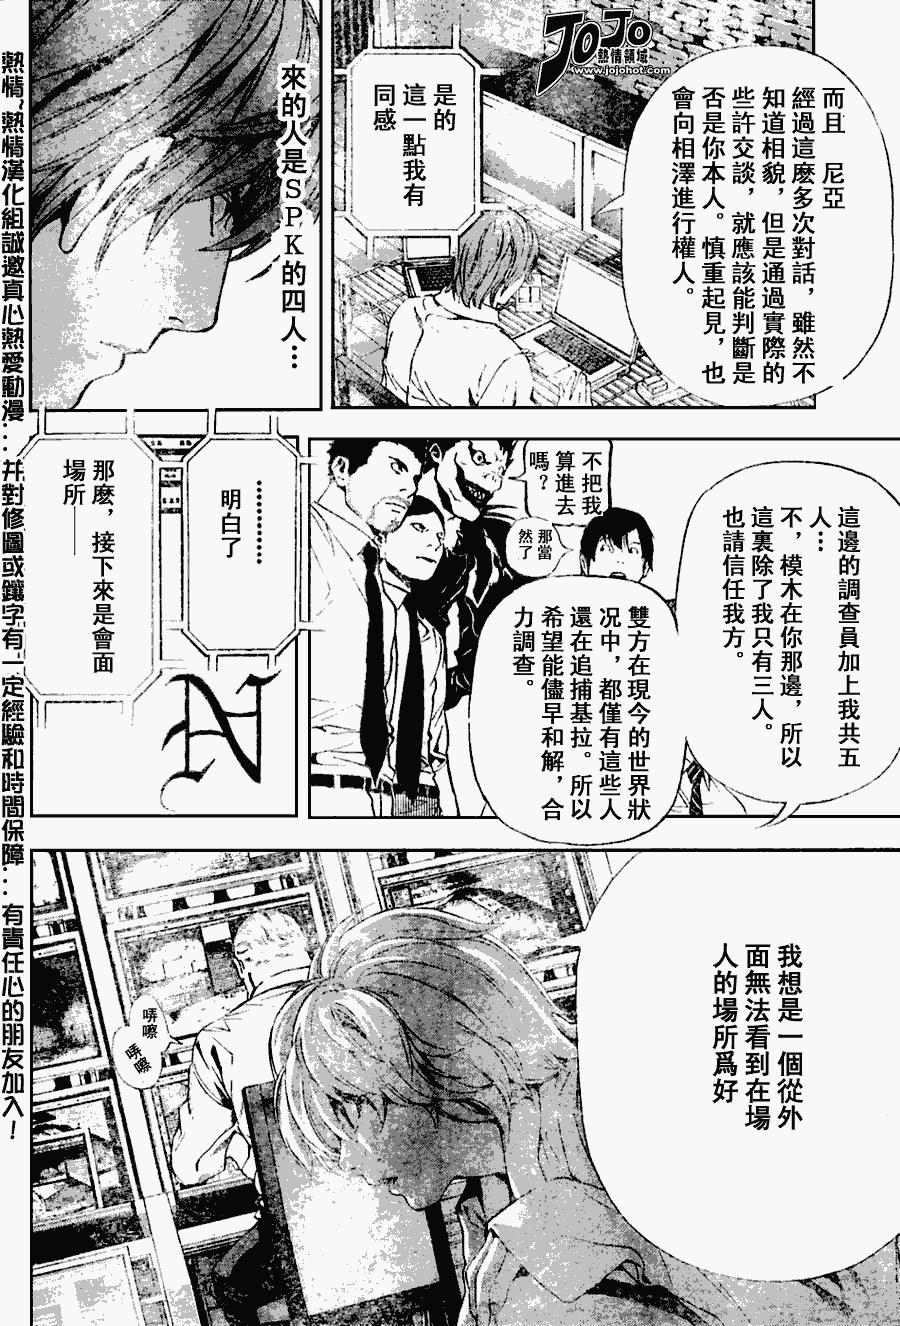 JOJO
熱情領域
www.jojohot.com
而且　尼亞
經過這麽多次對話，雖然不
知道相貌，但是通過實際的
些許交談，就應該能判斷是
否是你本人。慎重起見，也
會向相澤進行權人。
是的
這一點我有
同感
來的人是SPK的四人…
這邊的調查員加上我共五
人…
不，模木在你那邊，所以
這裏除了我只有三人。
也請信任我方。
不把我
算進去
嗎？
那當
然了
雙方在現今的世界狀
况中，都僅有這些人
還在追捕基拉。所以
希望能儘早和解，合
力調查。
…………
明白了
那麽，接下來是會面
場所——
N
我想是一個從外
面無法看到在場
人的場所爲好
哢嚓
哢嚓
熱情~熱情漢化組誠邀真心熱愛動漫...并對修圖或鑲字有一定經驗和時間保障...有責任心的朋友加入！